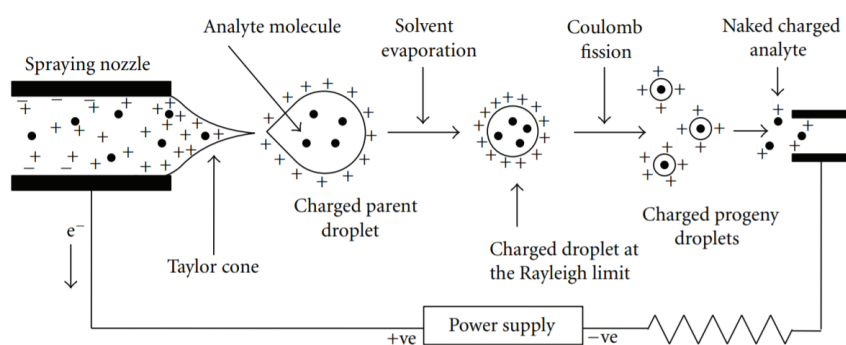 Analyte molecule
Solvent
evaporation
Coulomb
fission
Naked charged
analyte
Spraying nozzle
Charged parent
droplet
Taylor cone
Charged droplet at
the Rayleigh limit
Charged progeny
droplets
e⁻
+ve
Power supply
−ve